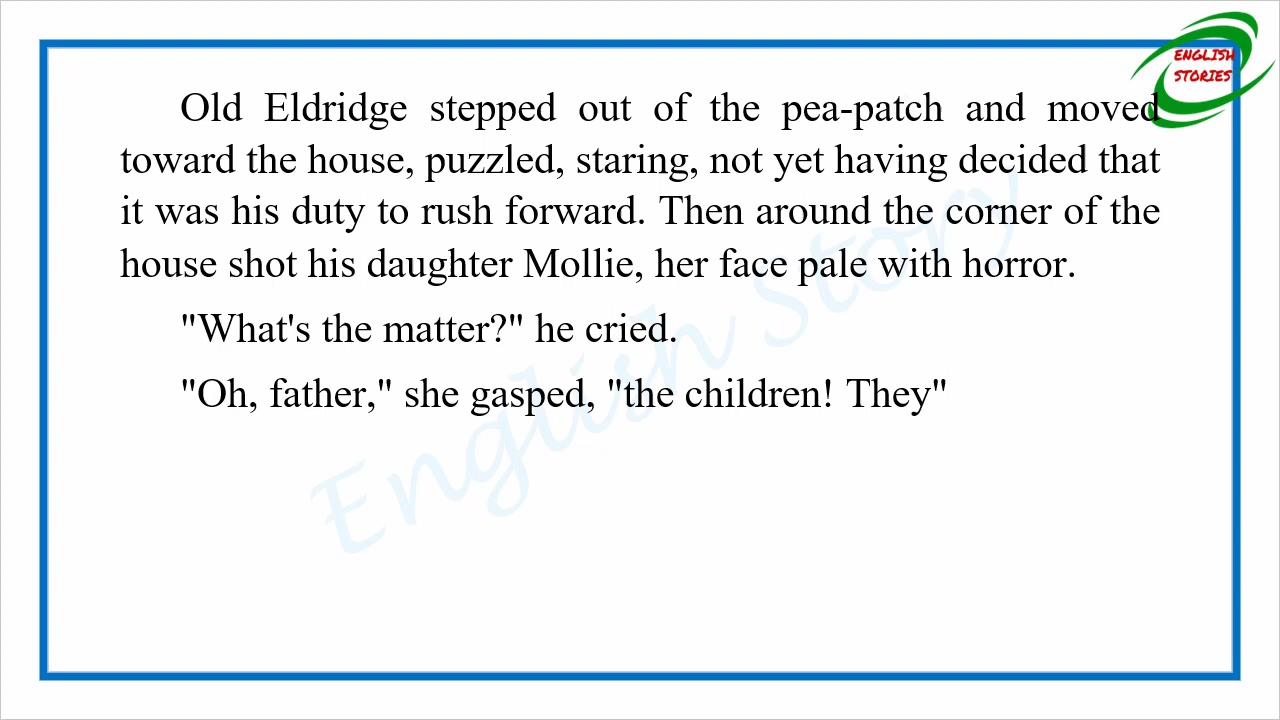 ENGLISH
STORIES
Old Eldridge stepped out of the pea-patch and moved
toward the house, puzzled, staring, not yet having decided that
it was his duty to rush forward. Then around the corner of the
house shot his daughter Mollie, her face pale with horror.
"What's the matter?" he cried.
"Oh, father," she gasped, "the children! They"
English Story